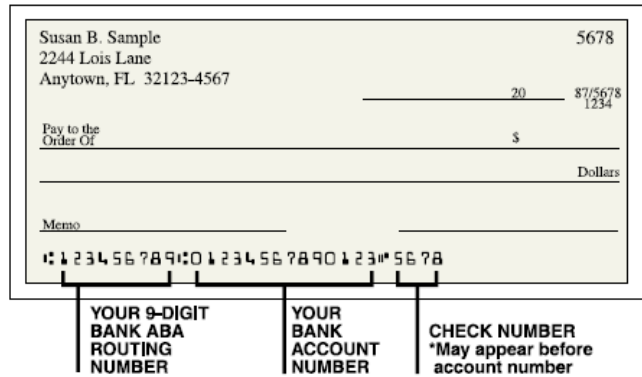 Susan B. Sample 5678
2244 Lois Lane
Anytown, FL 32123-4567
20 87/5678
1234
Pay to the
Order Of $
Dollars
Memo
⑆123456789⑆01234567890123⑈5678
YOUR 9-DIGIT
BANK ABA
ROUTING
NUMBER
YOUR
BANK
ACCOUNT
NUMBER
CHECK NUMBER
*May appear before
account number